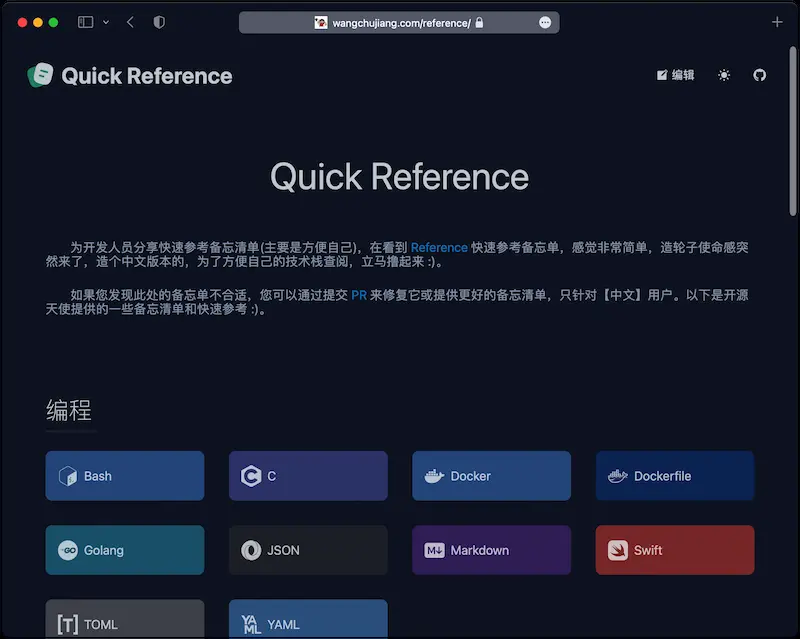 wangchujiang.com/reference/
Quick Reference
编辑
Quick Reference
为开发人员分享快速参考备忘清单(主要是方便自己)，在看到 Reference 快速参考备忘单，感觉非常简单，造轮子使命感突
然来了，造个中文版本的，为了方便自己的技术栈查阅，立马撸起来 :)。
如果您发现此处的备忘单不合适，您可以通过提交 PR 来修复它或提供更好的备忘清单，只针对【中文】用户。以下是开源
天使提供的一些备忘清单和快速参考 :)。
编程
Bash
C
Docker
Dockerfile
GO Golang
JSON
M Markdown
Swift
[T] TOML
YA
ML YAML